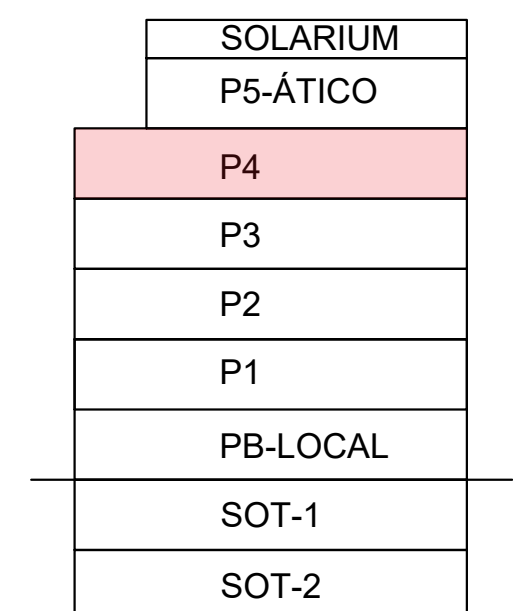 SOLARIUM
P5-ÁTICO
P4
P3
P2
P1
PB-LOCAL
SOT-1
SOT-2